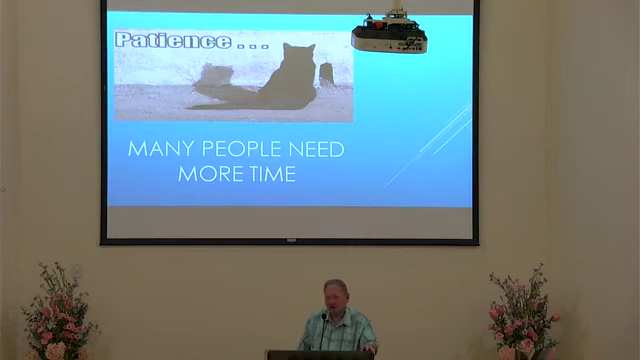 Patience . . .
MANY PEOPLE NEED
MORE TIME